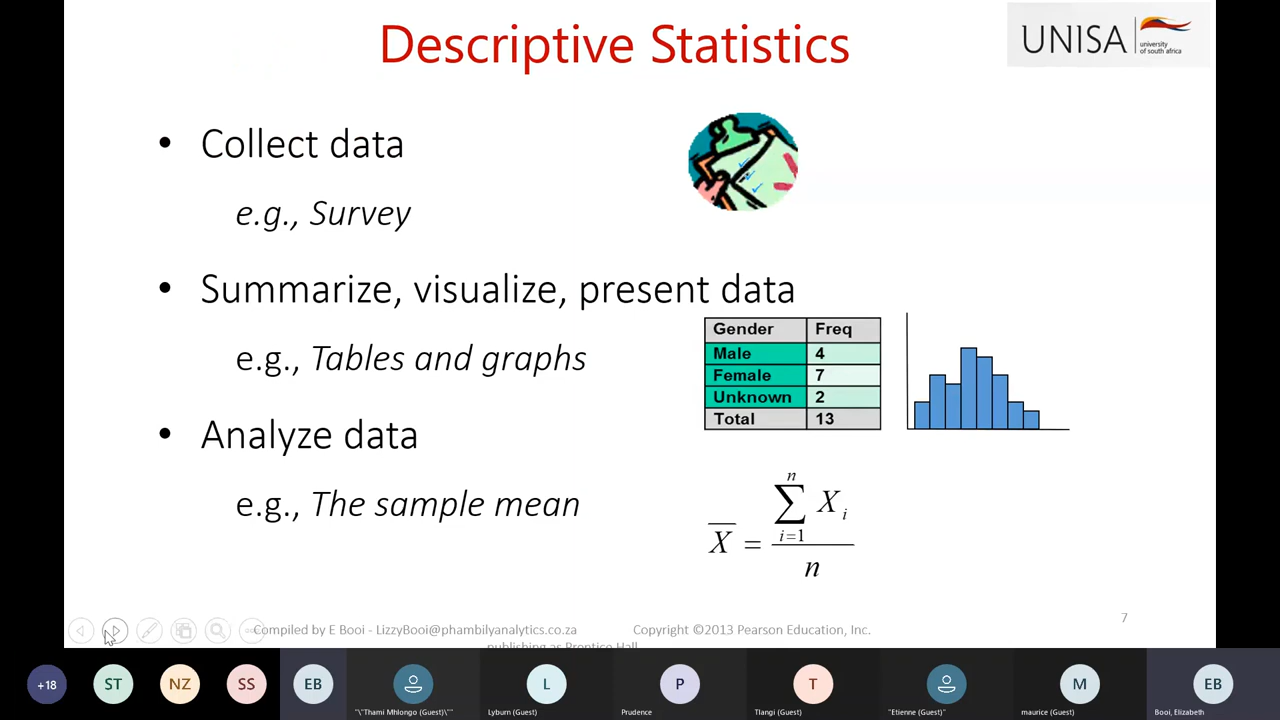 Descriptive Statistics
UNISA
university
of south africa
• Collect data
e.g., Survey
• Summarize, visualize, present data
e.g., Tables and graphs
Gender Freq
Male 4
Female 7
Unknown 2
Total 13
• Analyze data
e.g., The sample mean
n
∑ X i
i=1
X =
n
7
Compiled by E Booi - LizzyBooi@phambilyanalytics.co.za Copyright ©2013 Pearson Education, Inc.
publishing as Prentice Hall
+18 ST NZ SS EB L P T M EB
"\"Thami Mhlongo (Guest)\"" Lyburn (Guest) Prudence Tlangi (Guest) "Etienne (Guest)" maurice (Guest) Booi, Elizabeth